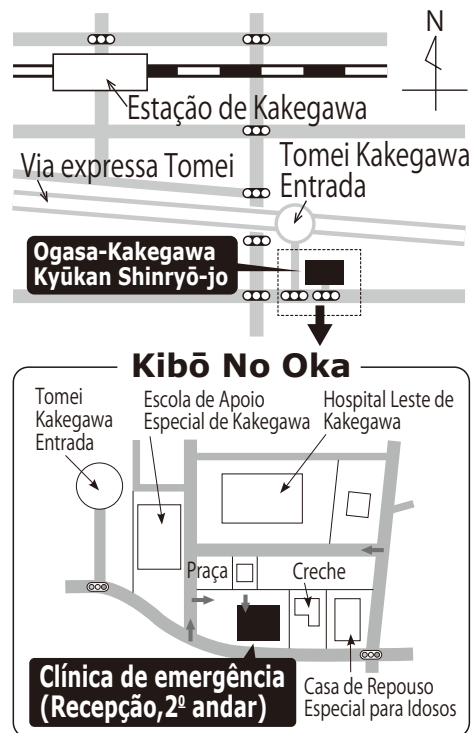 N
Estação de Kakegawa
Via expressa Tomei
Tomei Kakegawa
Entrada
Ogasa-Kakegawa
Kyūkan Shinryō-jo
Kibō No Oka
Tomei
Kakegawa
Entrada
Escola de Apoio
Especial de Kakegawa
Hospital Leste de
Kakegawa
Praça
Creche
Clínica de emergência
(Recepção,2º andar)
Casa de Repouso
Especial para Idosos